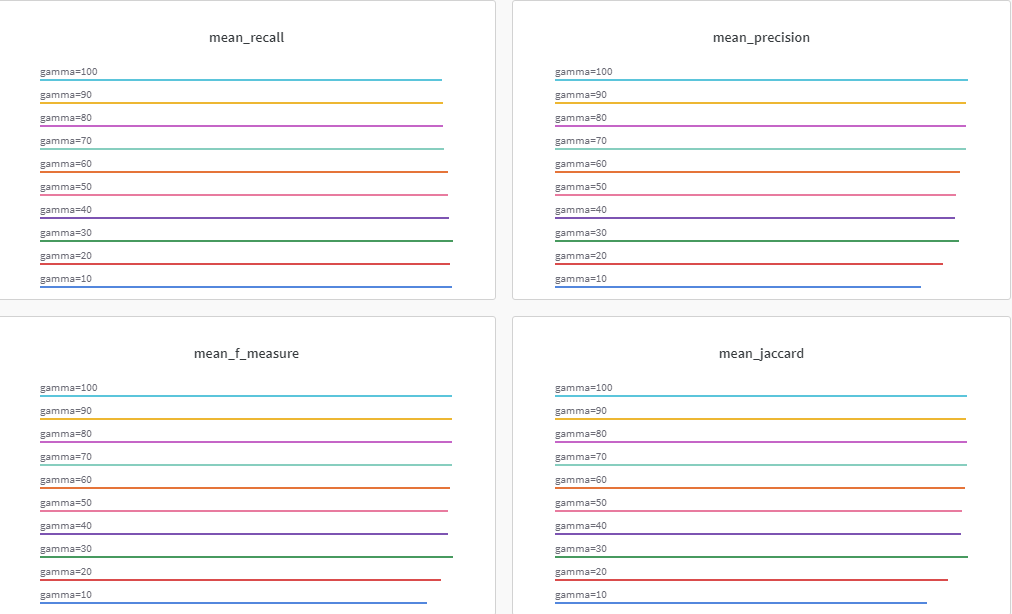 mean_recall
gamma=100
gamma=90
gamma=80
gamma=70
gamma=60
gamma=50
gamma=40
gamma=30
gamma=20
gamma=10
mean_precision
gamma=100
gamma=90
gamma=80
gamma=70
gamma=60
gamma=50
gamma=40
gamma=30
gamma=20
gamma=10
mean_f_measure
gamma=100
gamma=90
gamma=80
gamma=70
gamma=60
gamma=50
gamma=40
gamma=30
gamma=20
gamma=10
mean_jaccard
gamma=100
gamma=90
gamma=80
gamma=70
gamma=60
gamma=50
gamma=40
gamma=30
gamma=20
gamma=10